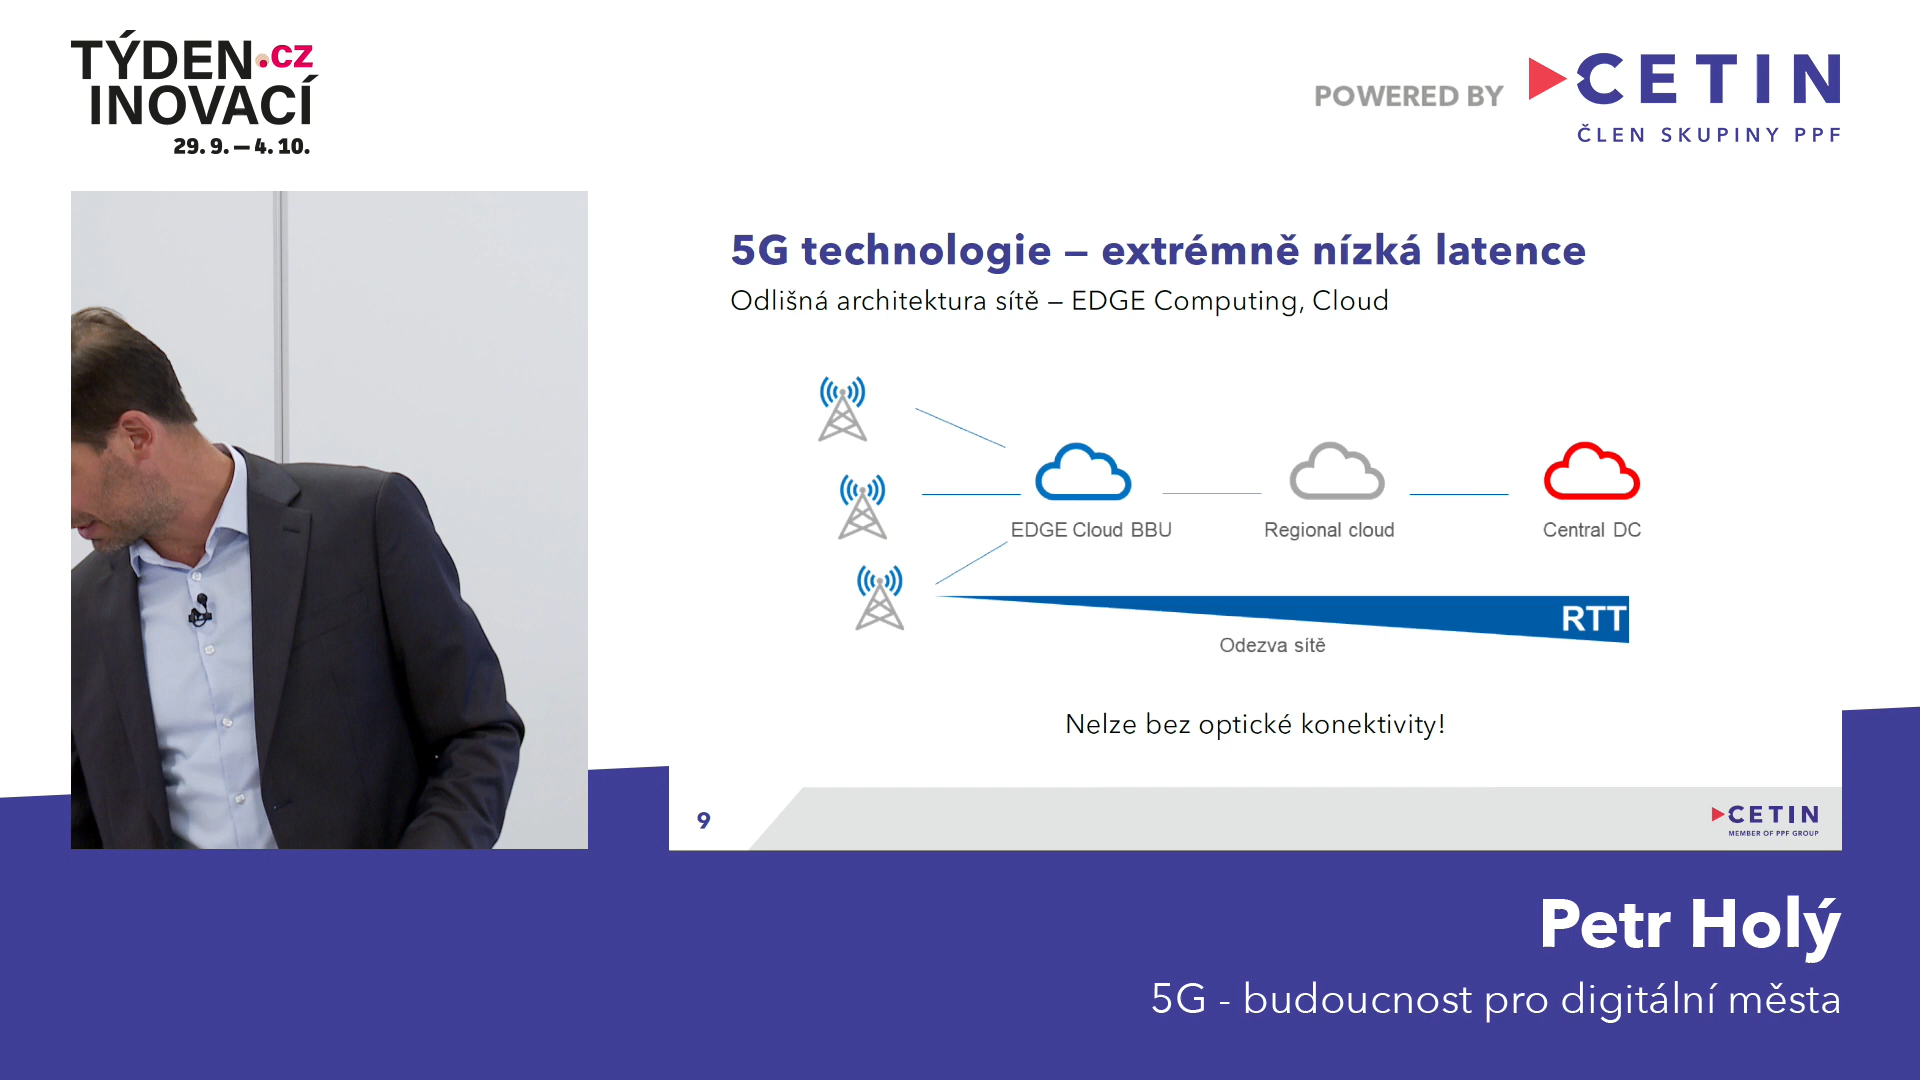 TÝDEN.cz
INOVACÍ
29. 9. – 4. 10.
POWERED BY
CETIN
ČLEN SKUPINY PPF
5G technologie – extrémně nízká latence
Odlišná architektura sítě – EDGE Computing, Cloud
EDGE Cloud BBU
Regional cloud
Central DC
RTT
Odezva sítě
Nelze bez optické konektivity!
9
CETIN
MEMBER OF PPF GROUP
Petr Holý
5G - budoucnost pro digitální města